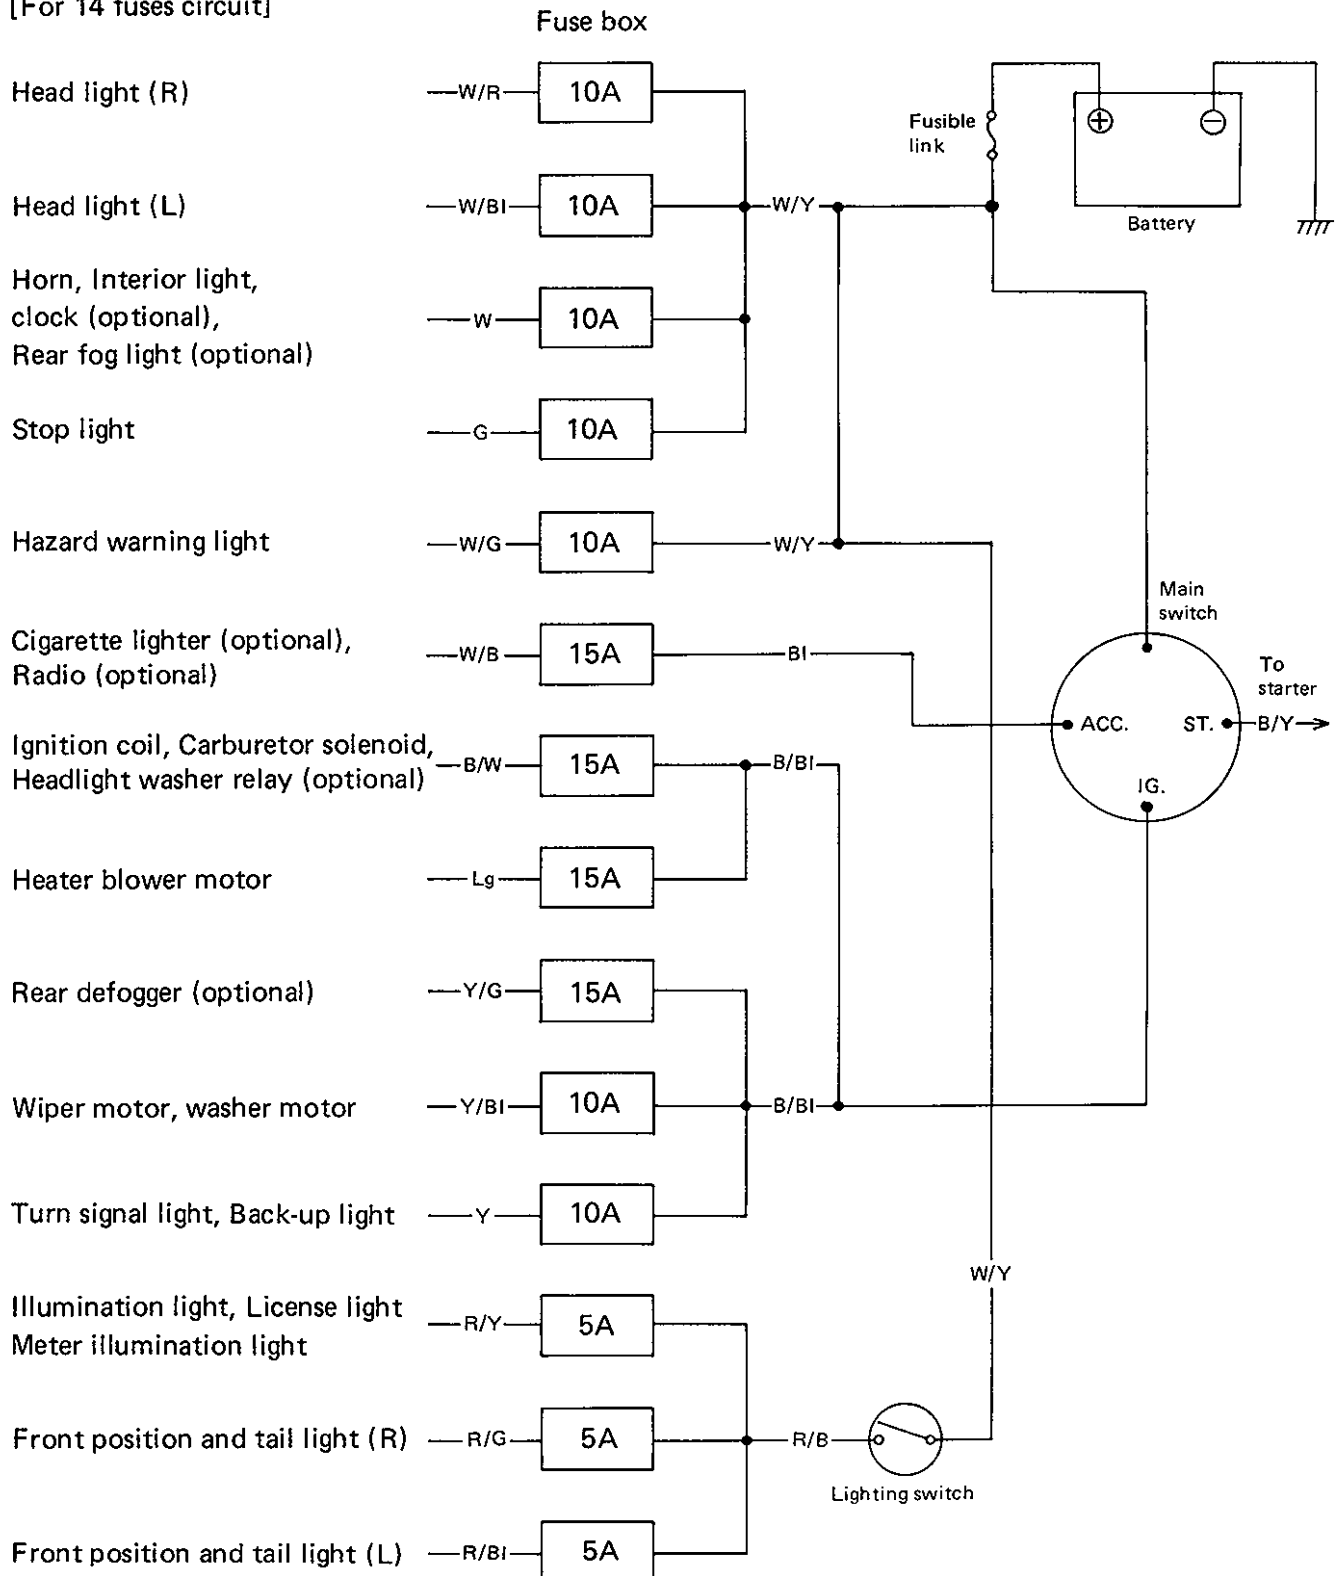 [For 14 fuses circuit]
Fuse box
Head light (R)
W/R
10A
Fusible
link
Battery
Head light (L)
W/Bl
10A
W/Y
Horn, Interior light,
clock (optional),
Rear fog light (optional)
W
10A
Stop light
G
10A
Hazard warning light
W/G
10A
W/Y
Main
switch
Cigarette lighter (optional),
Radio (optional)
W/B
15A
Bl
ACC.
ST.
IG.
To
starter
B/Y
Ignition coil, Carburetor solenoid,
Headlight washer relay (optional)
B/W
15A
B/Bl
Heater blower motor
Lg
15A
Rear defogger (optional)
Y/G
15A
Wiper motor, washer motor
Y/Bl
10A
B/Bl
Turn signal light, Back-up light
Y
10A
W/Y
Illumination light, License light
Meter illumination light
R/Y
5A
Front position and tail light (R)
R/G
5A
R/B
Lighting switch
Front position and tail light (L)
R/Bl
5A